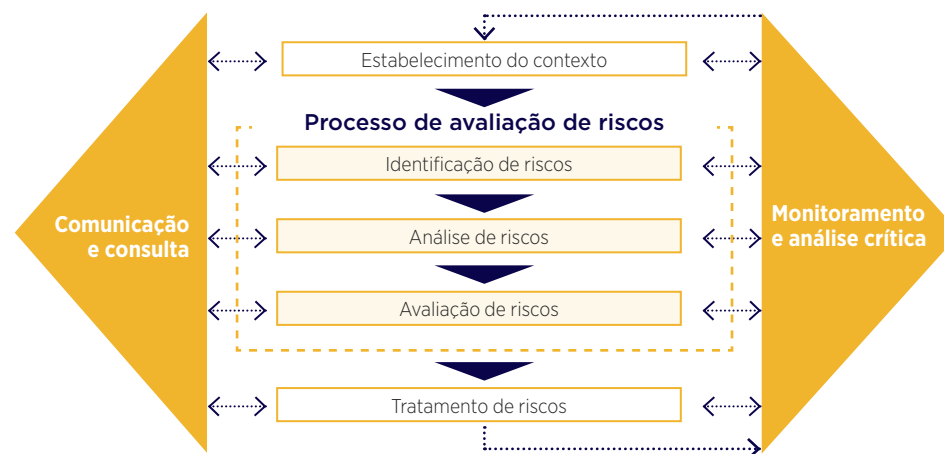 Estabelecimento do contexto
Processo de avaliação de riscos
Identificação de riscos
Comunicação
e consulta
Análise de riscos
Monitoramento
e análise crítica
Avaliação de riscos
Tratamento de riscos